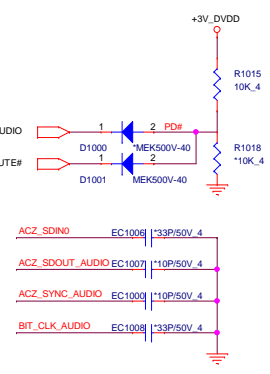 +3V_DVDD
R1015
10K_4
UDIO
1
2
PD#
D1000
*MEK500V-40
R1018
*10K_4
UTE#
1
2
D1001
MEK500V-40
ACZ_SDIN0
EC1006
*33P/50V_4
ACZ_SDOUT_AUDIO
EC1007
*10P/50V_4
ACZ_SYNC_AUDIO
EC1000
*10P/50V_4
BIT_CLK_AUDIO
EC1008
*33P/50V_4